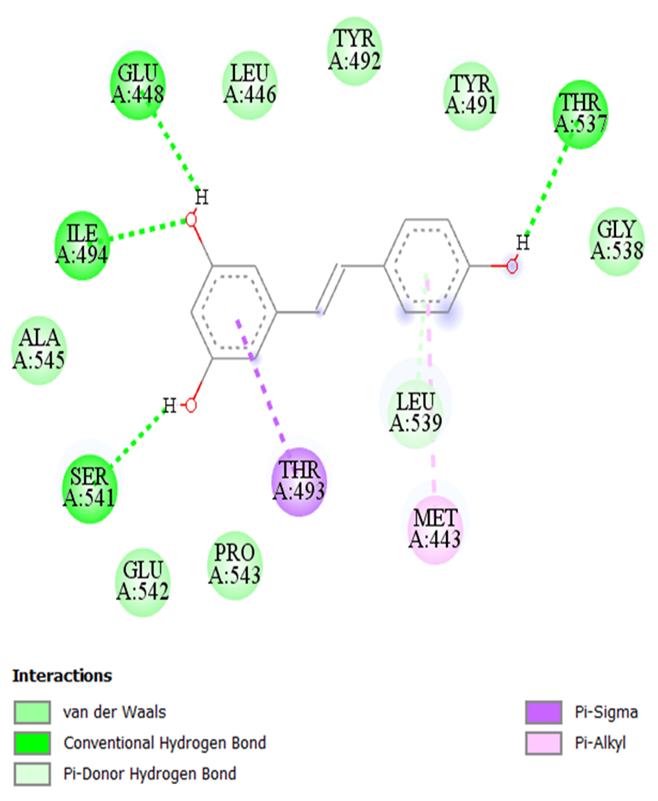 TYR
A:492
GLU
A:448
LEU
A:446
TYR
A:491
THR
A:537
H
ILE
A:494
O
H
O
GLY
A:538
ALA
A:545
H
O
LEU
A:539
SER
A:541
THR
A:493
MET
A:443
GLU
A:542
PRO
A:543
Interactions
van der Waals
Conventional Hydrogen Bond
Pi-Donor Hydrogen Bond
Pi-Sigma
Pi-Alkyl